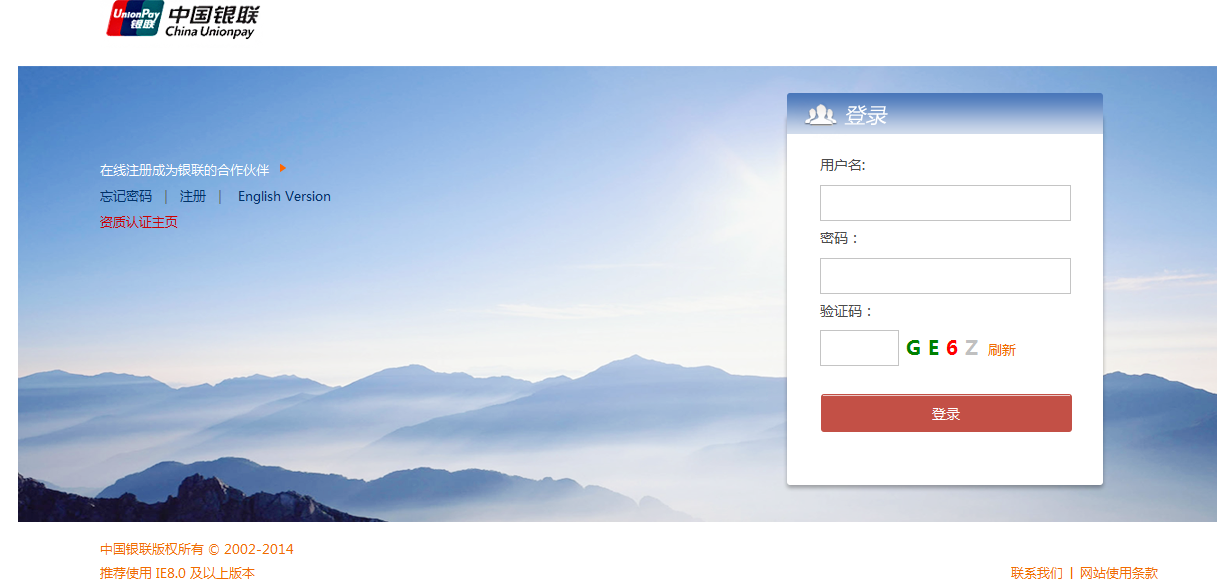 UnionPay
银联
中国银联
China Unionpay
登录
在线注册成为银联的合作伙伴
忘记密码 | 注册 | English Version
资质认证主页
用户名:
密码：
验证码：
G E 6 Z 刷新
登录
中国银联版权所有 © 2002-2014
推荐使用 IE8.0 及以上版本
联系我们 | 网站使用条款